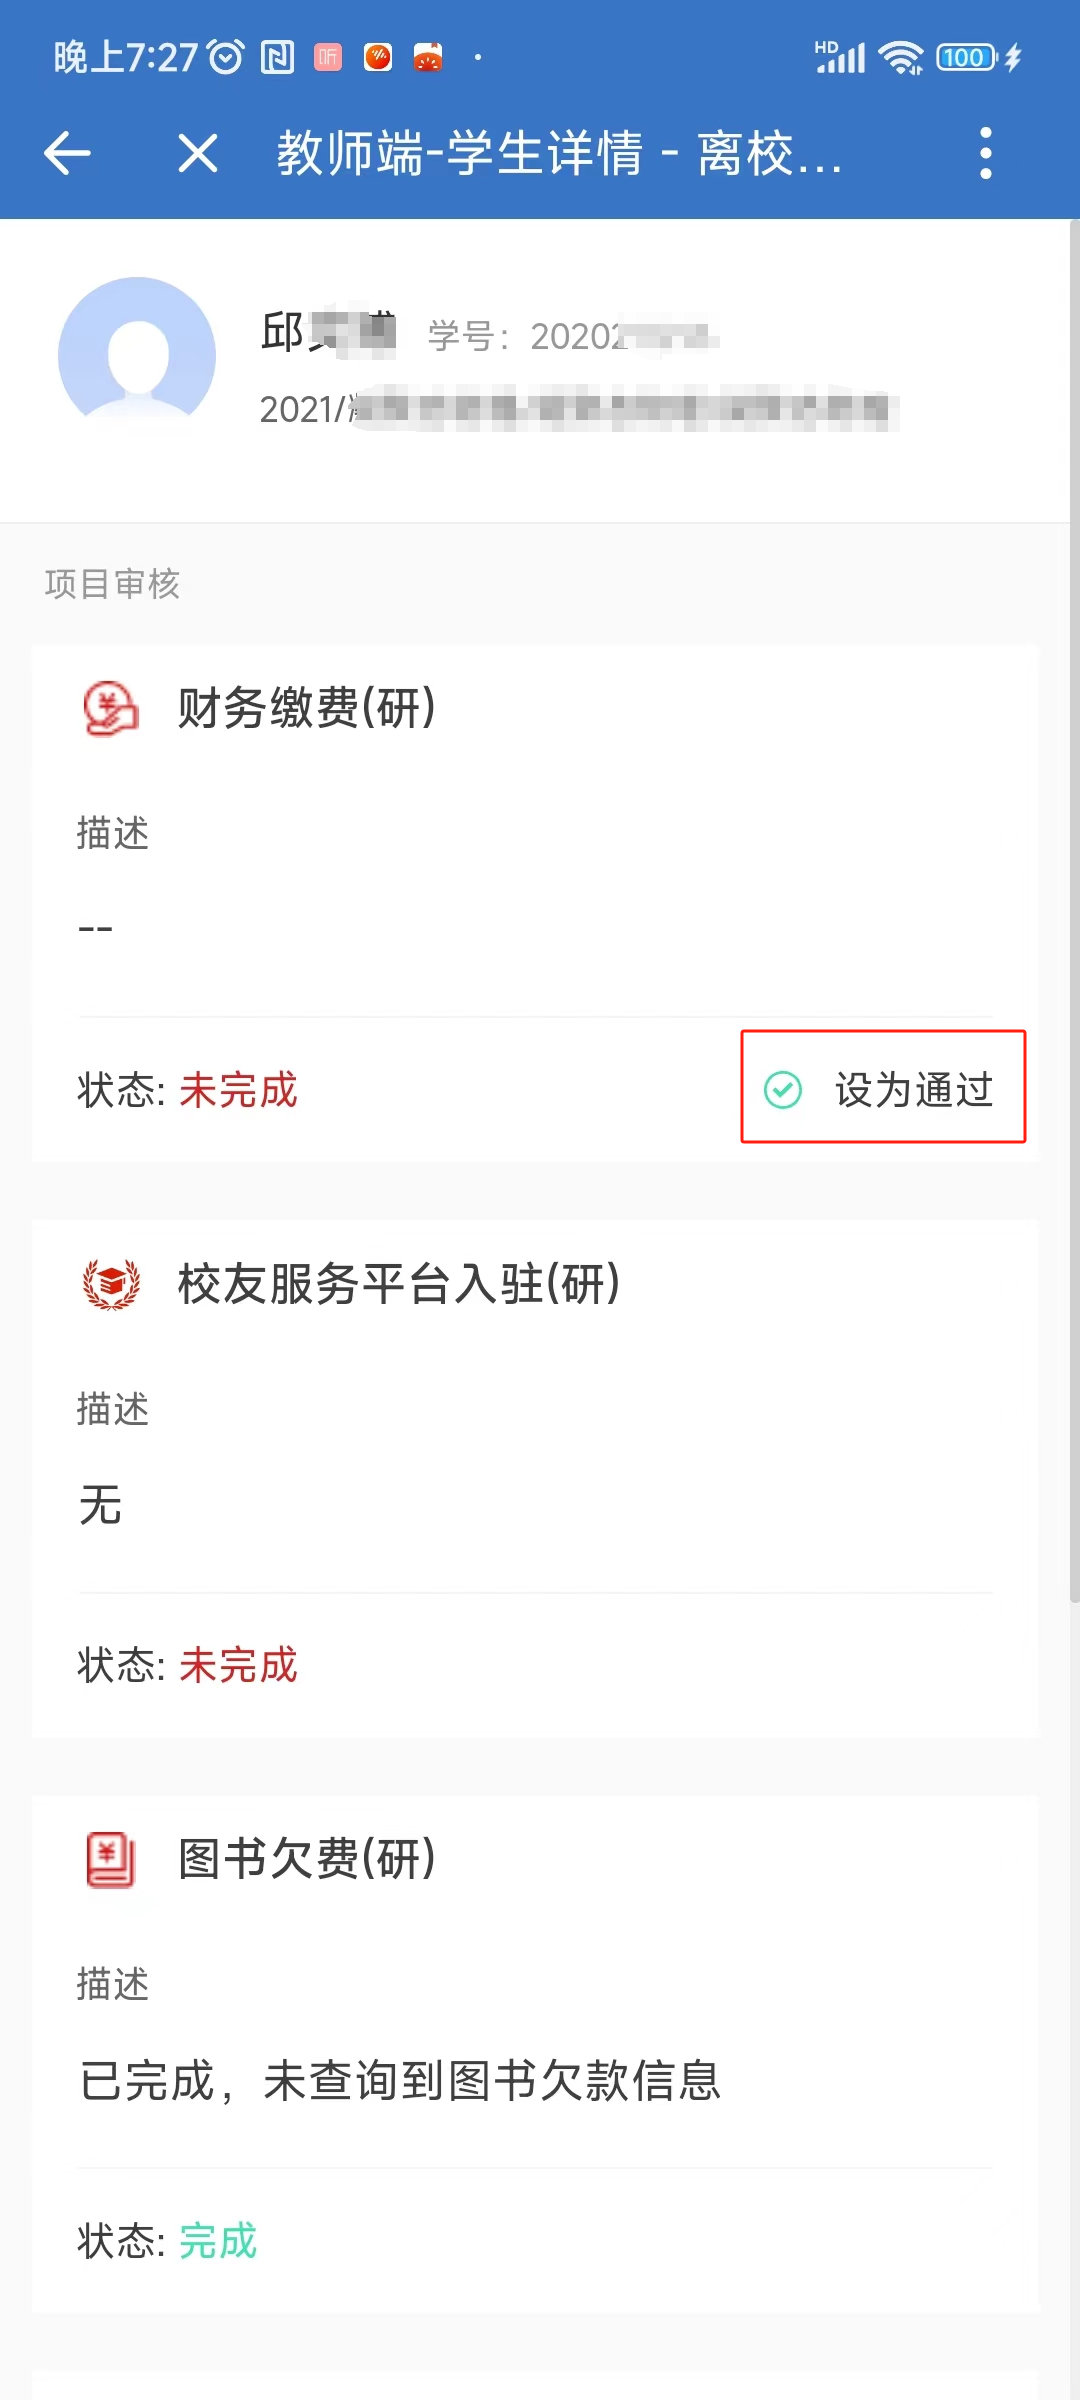 晚上7:27
听
HD
100
教师端-学生详情 - 离校...
邱
学号：20202
2021/
项目审核
财务缴费(研)
描述
--
状态: 未完成
设为通过
校友服务平台入驻(研)
描述
无
状态: 未完成
图书欠费(研)
描述
已完成，未查询到图书欠款信息
状态: 完成